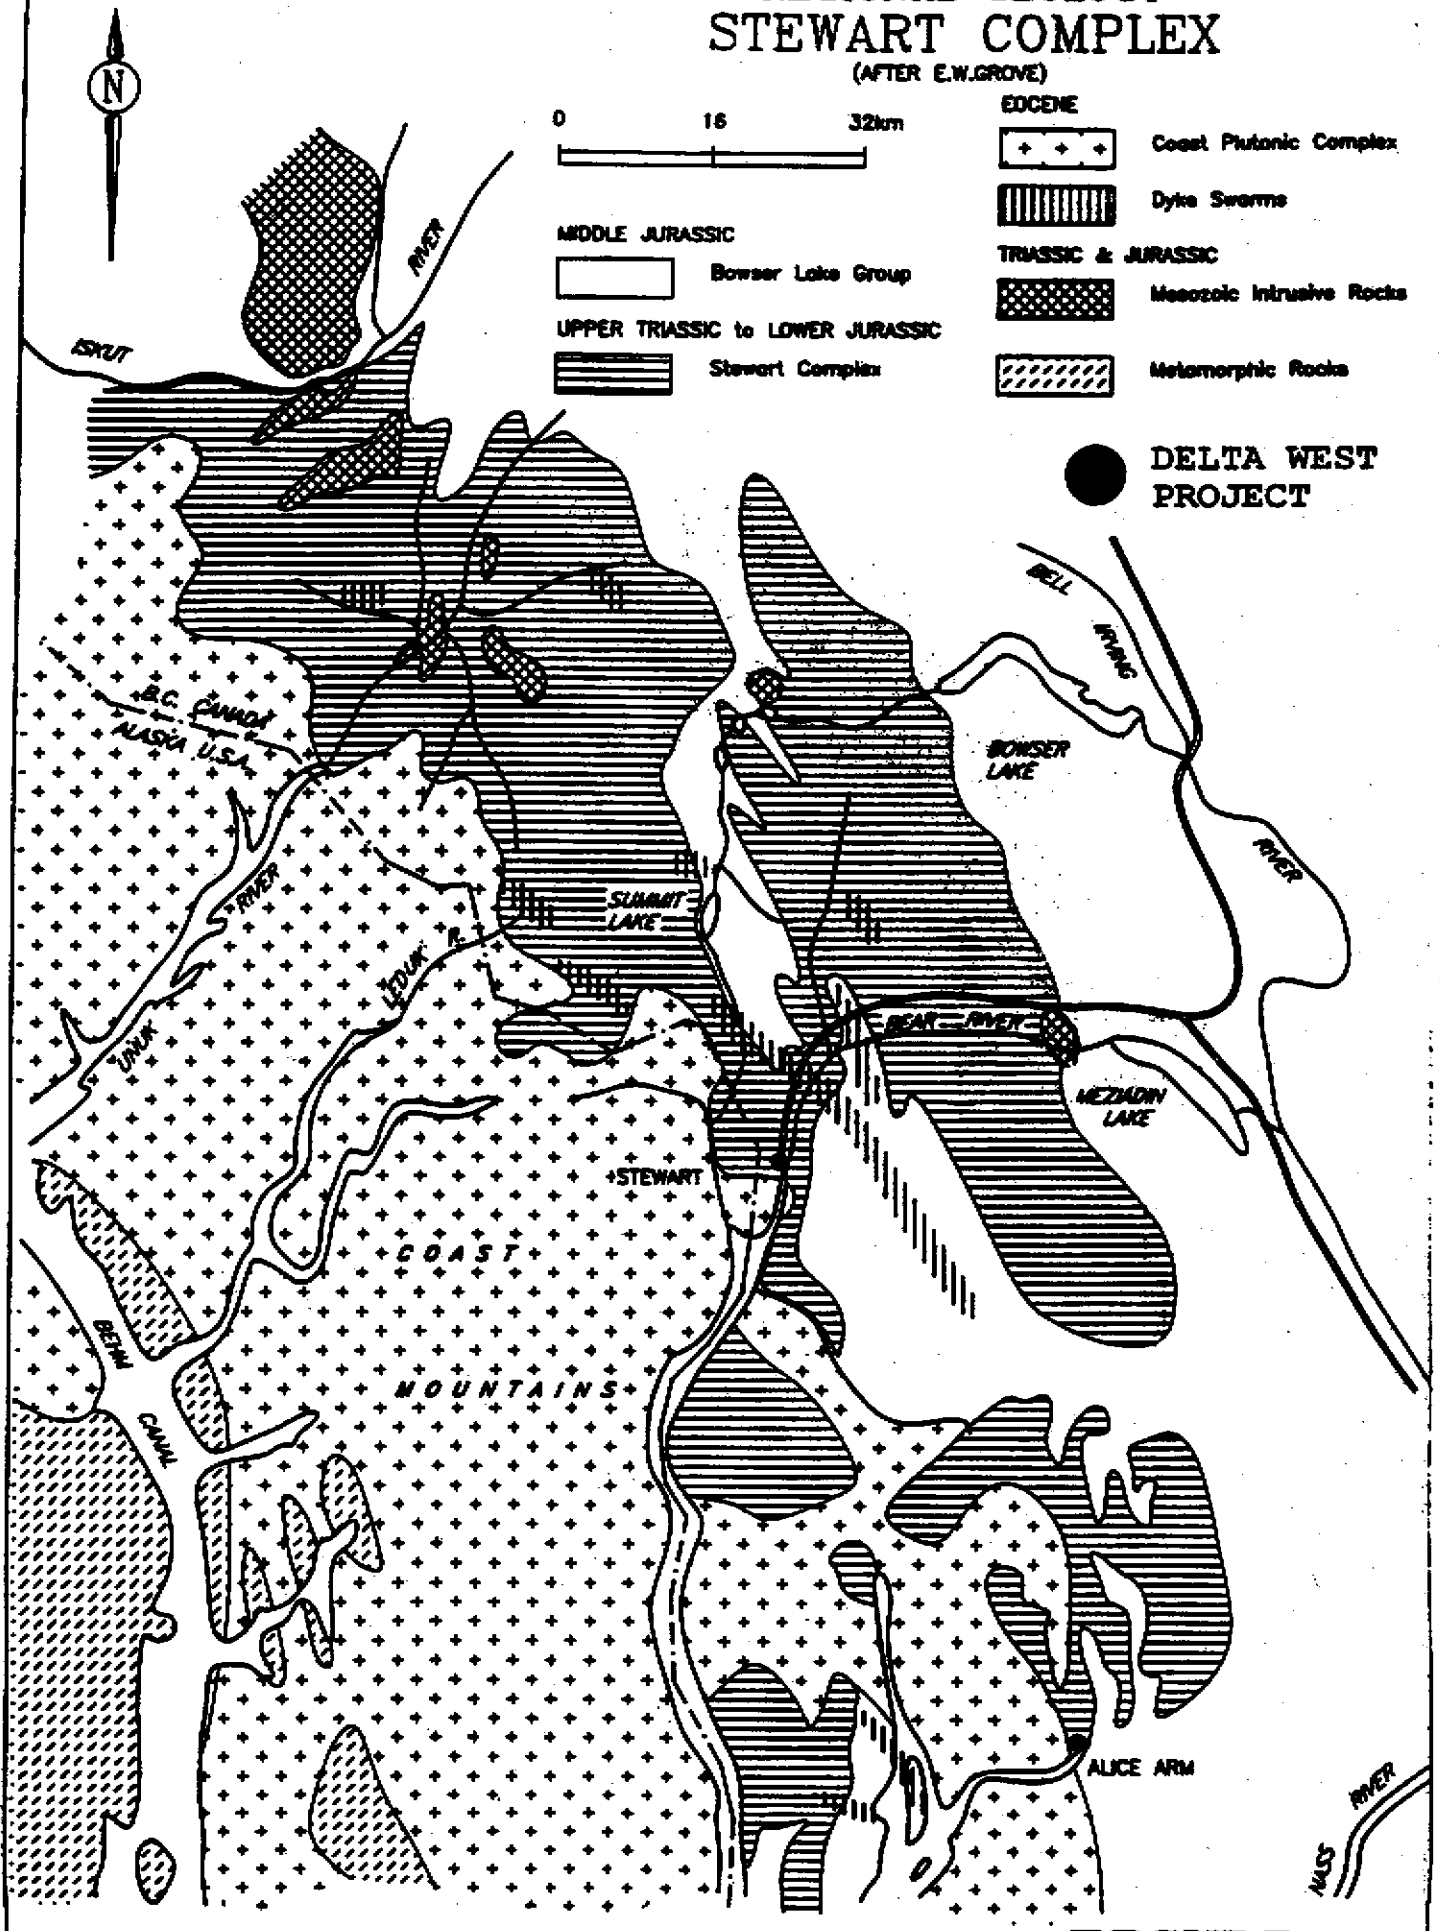 STEWART COMPLEX
(AFTER E.W.GROVE)
N
0 16 32km
EOCENE
Coast Plutonic Complex
Dyke Swarms
MIDDLE JURASSIC
Bowser Lake Group
TRIASSIC & JURASSIC
Mesozoic Intrusive Rocks
UPPER TRIASSIC to LOWER JURASSIC
Stewart Complex
Metamorphic Rocks
DELTA WEST
PROJECT
RIVER
ISKUT
BELL
IRVING
RIVER
B.C. CANADA
ALASKA U.S.A.
BOWSER
LAKE
RIVER
UNUK
SUMMIT
LAKE
LEDUK R.
BEAR RIVER
MEZIADIN
LAKE
STEWART
COAST
MOUNTAINS
BEHM
CANAL
ALICE ARM
RIVER
NASS